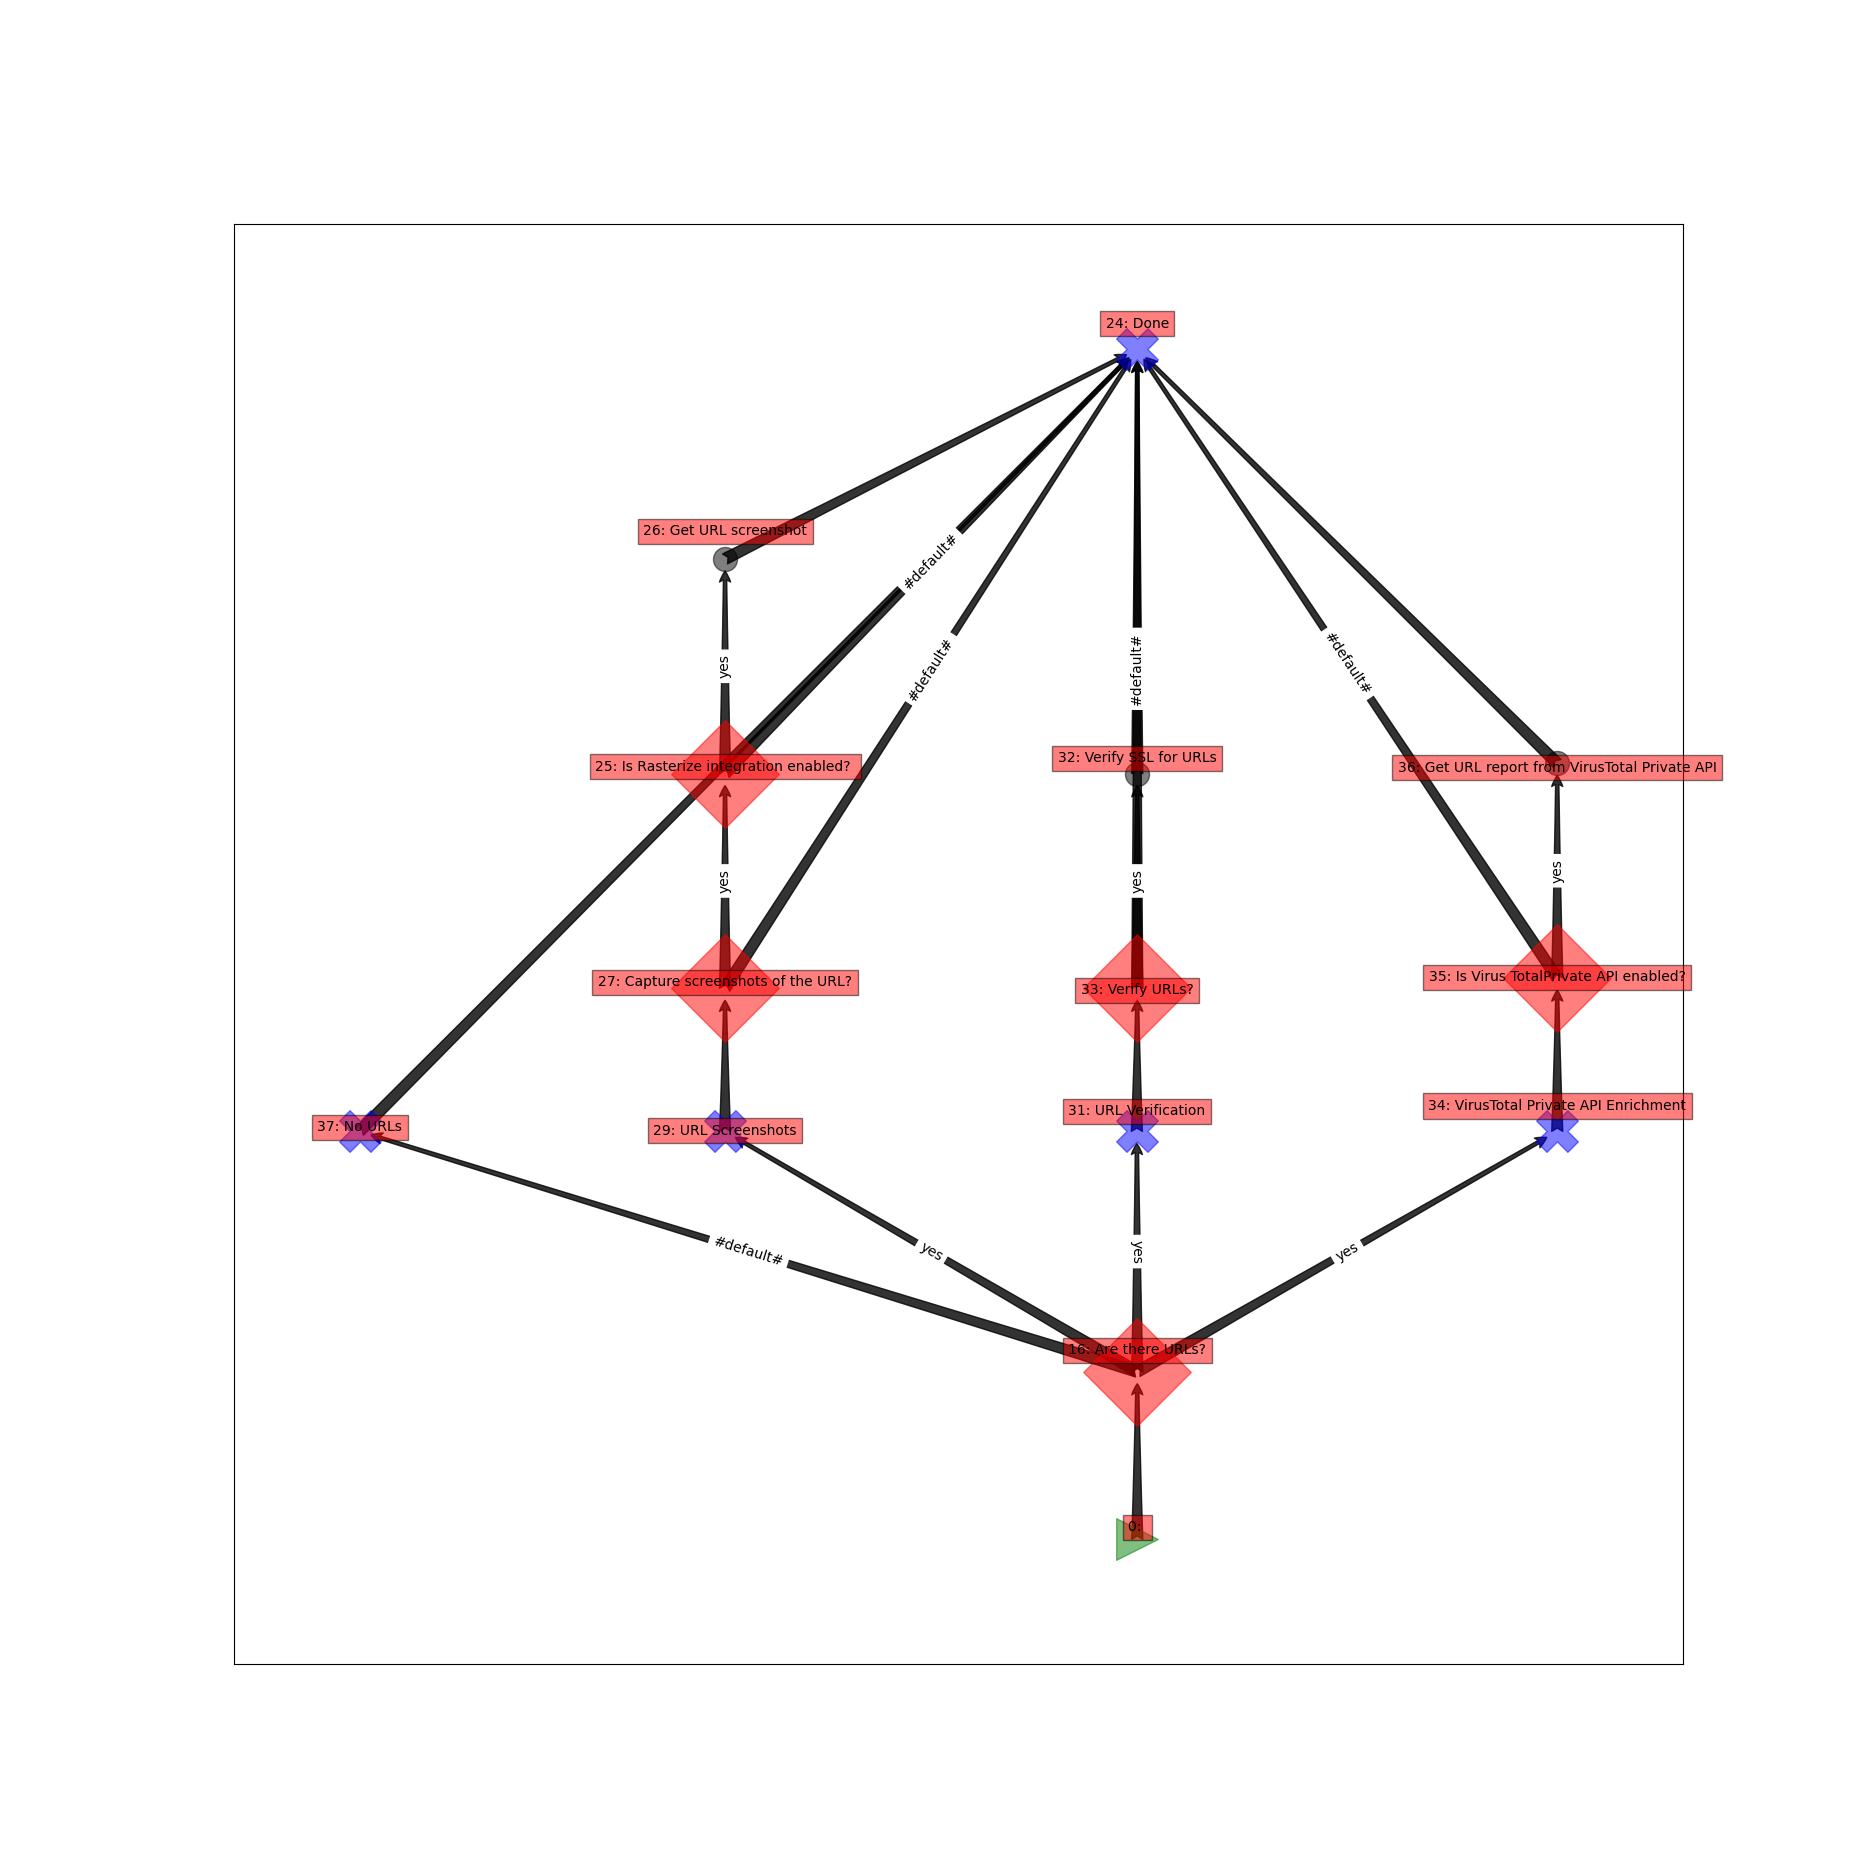 24: Done
26: Get URL screenshot
#default#
#default#
#default#
#default#
yes
25: Is Rasterize integration enabled?
32: Verify SSL for URLs
36: Get URL report from VirusTotal Private API
yes
yes
yes
27: Capture screenshots of the URL?
33: Verify URLs?
35: Is Virus TotalPrivate API enabled?
37: No URLs
29: URL Screenshots
31: URL Verification
34: VirusTotal Private API Enrichment
#default#
yes
yes
yes
16: Are there URLs?
0: